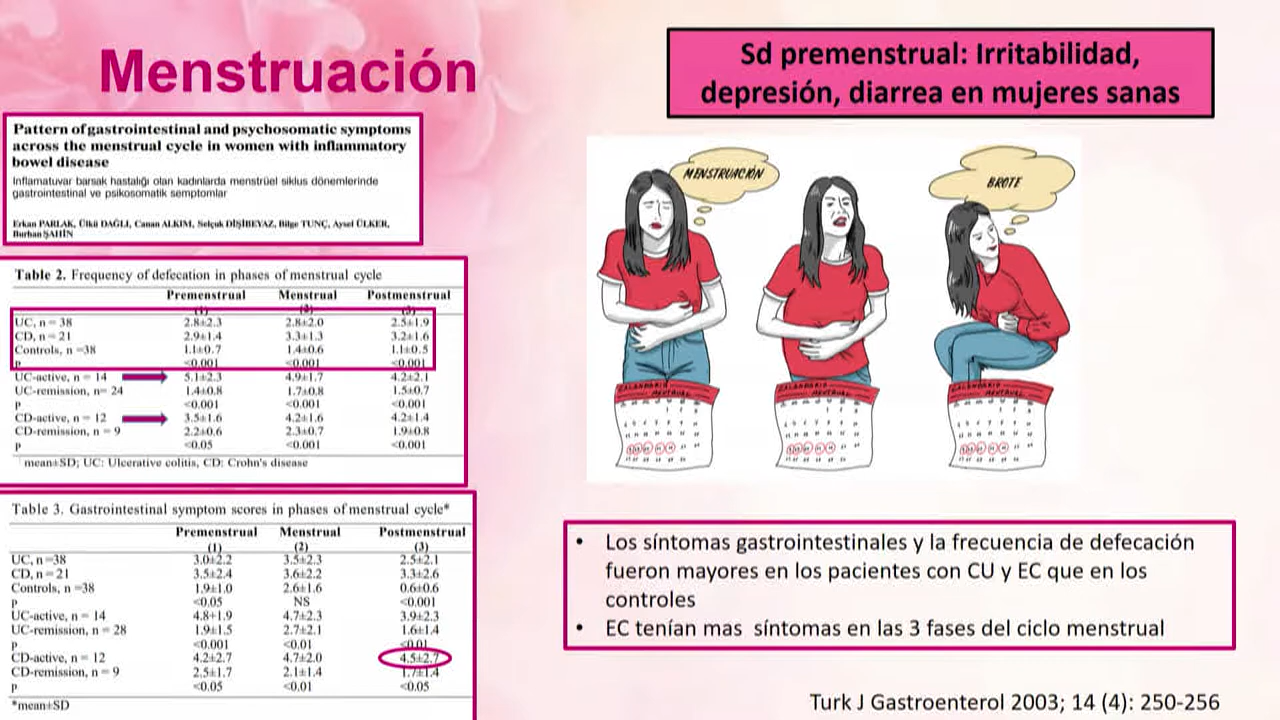 Menstruación
Sd premenstrual: Irritabilidad,
depresión, diarrea en mujeres sanas
Pattern of gastrointestinal and psychosomatic symptoms
across the menstrual cycle in women with inflammatory
bowel disease
İnflamatuvar barsak hastalığı olan kadınlarda menstrüel siklus dönemlerinde
gastrointestinal ve psikosomatik semptomlar
Erkan PARLAK, Ülkü DAĞLI, Canan ALKIM, Selçuk DİŞİBEYAZ, Bilge TUNÇ, Aysel ÜLKER,
Burhan ŞAHİN
Table 2. Frequency of defecation in phases of menstrual cycle
Premenstrual Menstrual Postmenstrual
UC, n = 38 2.8±2.3 2.8±2.0 2.5±1.9
CD, n = 21 2.9±1.4 3.3±1.3 3.2±1.6
Controls, n =38 1.1±0.7 1.4±0.6 1.1±0.5
P <0.001 <0.001 <0.001
UC-active, n = 14 5.1±2.3 4.9±1.7 4.2±2.1
UC-remission, n= 24 1.4±0.8 1.7±0.8 1.5±0.7
P <0.001 <0.001 <0.001
CD-active, n = 12 3.5±1.6 4.2±1.6 4.2±1.4
CD-remission, n = 9 2.2±0.6 2.3±0.7 1.9±0.8
P <0.05 <0.001 <0.001
mean±SD; UC: Ulcerative colitis, CD: Crohn's disease
Table 3. Gastrointestinal symptom scores in phases of menstrual cycle*
Premenstrual Menstrual Postmenstrual
(1) (2) (3)
UC, n =38 3.0±2.2 3.5±2.3 2.5±2.1
CD, n = 21 3.5±2.4 3.6±2.2 3.3±2.6
Controls, n =38 1.9±1.0 2.6±1.6 0.6±0.6
P <0.05 NS <0.001
UC-active, n = 14 4.8+1.9 4.7±2.3 3.9±2.3
UC-remission, n = 28 1.9±1.5 2.7±2.1 1.6±1.4
P <0.001 <0.01 <0.01
CD-active, n = 12 4.2±2.7 4.7±2.0 4.5±2.7
CD-remission, n = 9 2.5±1.7 2.1±1.4 1.7±1.4
P <0.05 <0.01 <0.05
*mean±SD
MENSTRUACIÓN
BROTE
CALENDARIO
MENSTRUAL
CALENDARIO
MENSTRUAL
CALENDARIO
MENSTRUAL
• Los síntomas gastrointestinales y la frecuencia de defecación
fueron mayores en los pacientes con CU y EC que en los
controles
• EC tenían mas síntomas en las 3 fases del ciclo menstrual
Turk J Gastroenterol 2003; 14 (4): 250-256